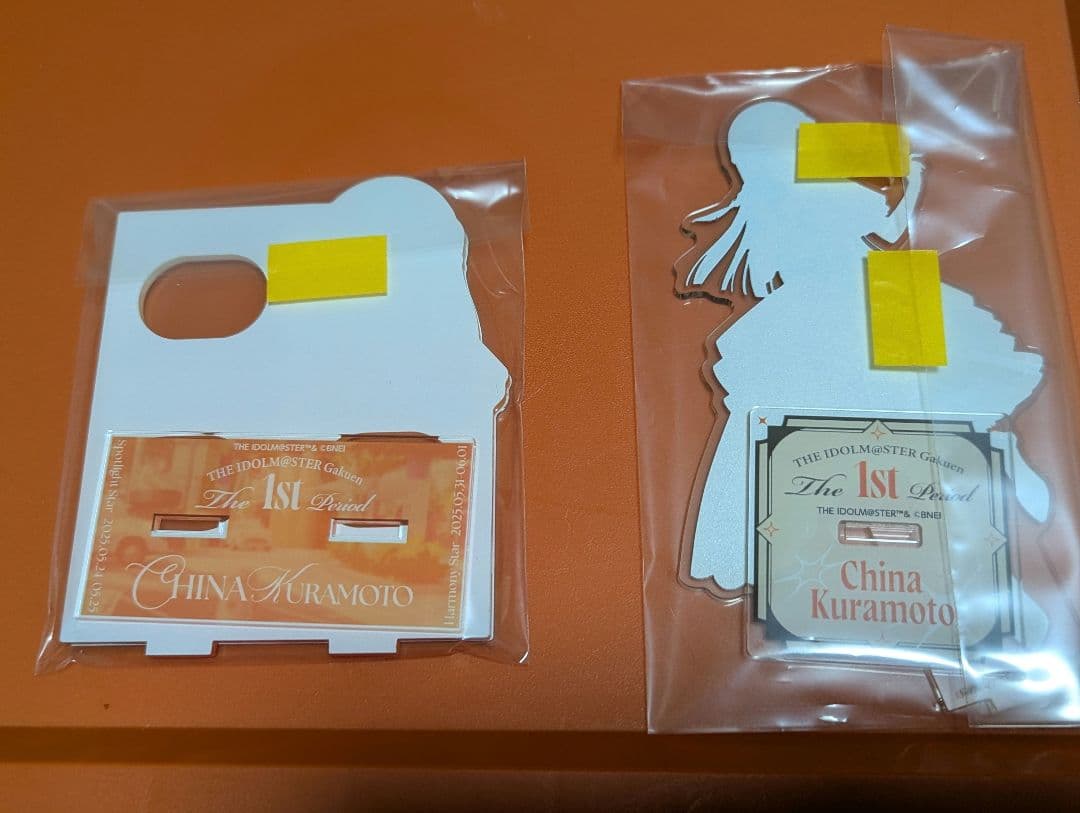 THE IDOLM@STER™& ©BNEI
THE IDOLM@STER Gakuen
The 1st Period
CHINA KURAMOTO
Spotlight Star 2025.05.24-05.25
Harmony Star 2025.05.31-06.01
THE IDOLM@STER Gakuen
The 1st Period
THE IDOLM@STER™& ©BNEI
China
Kuramoto